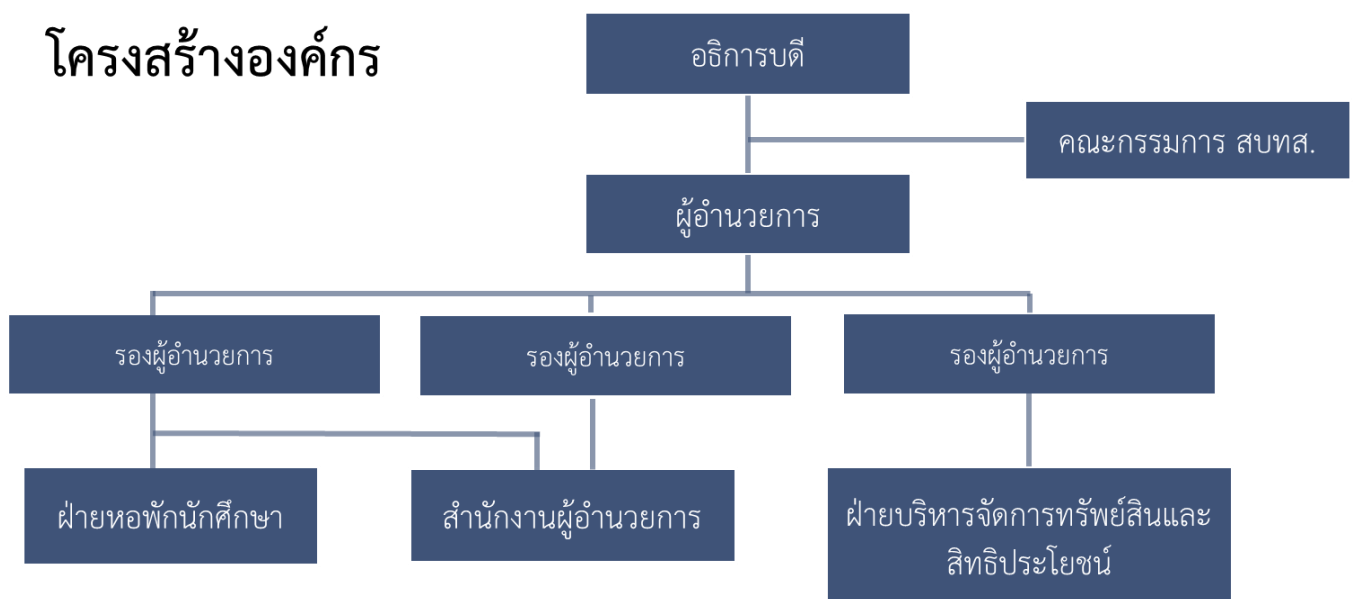 โครงสร้างองค์กร
อธิการบดี
คณะกรรมการ สบทส.
ผู้อำนวยการ
รองผู้อำนวยการ
รองผู้อำนวยการ
รองผู้อำนวยการ
ฝ่ายหอพักนักศึกษา
สำนักงานผู้อำนวยการ
ฝ่ายบริหารจัดการทรัพย์สินและ
สิทธิประโยชน์